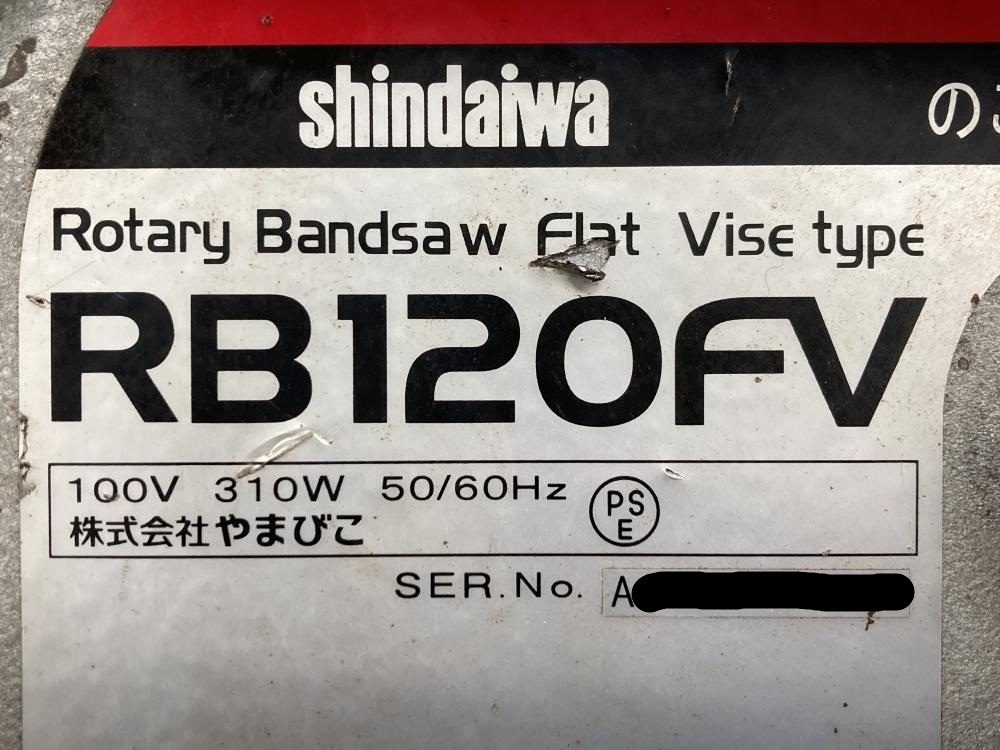 shindaiwa
の
Rotary Bandsaw Flat Vise type
RB120FV
100V 310W 50/60Hz
PS
E
株式会社やまびこ
SER.No. A